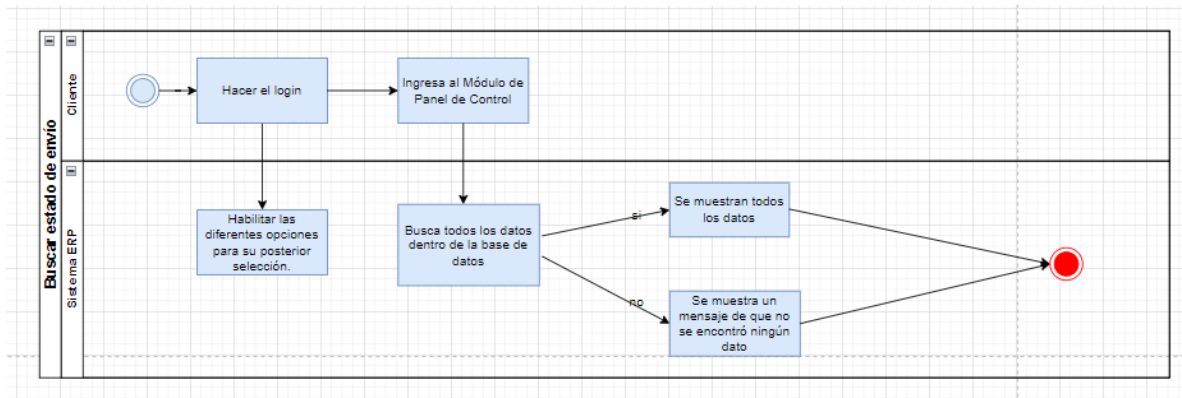 Buscar estado de envío
Cliente
Hacer el login
Ingresa al Módulo de
Panel de Control
Sistema ERP
Habilitar las
diferentes opciones
para su posterior
selección.
Busca todos los datos
dentro de la base de
datos
si
Se muestran todos
los datos
no
Se muestra un
mensaje de que no
se encontró ningún
dato